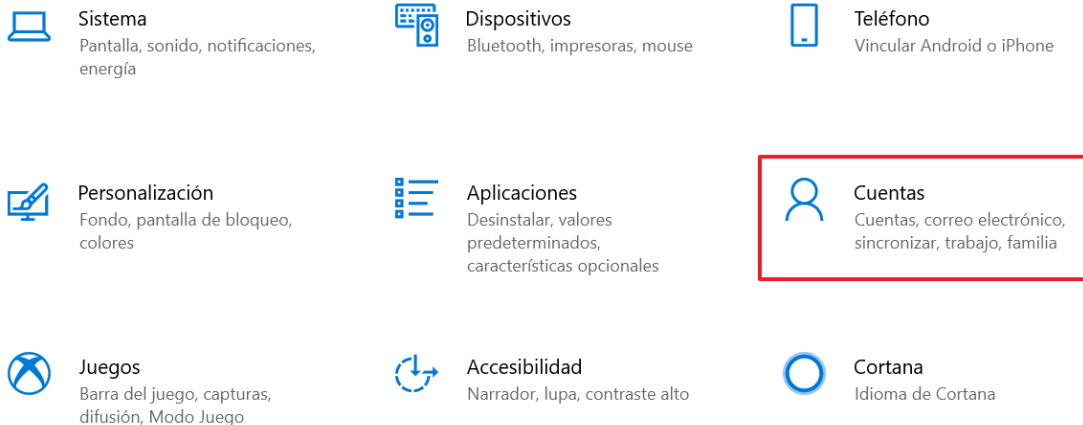 Sistema
Pantalla, sonido, notificaciones,
energía
Dispositivos
Bluetooth, impresoras, mouse
Teléfono
Vincular Android o iPhone
Personalización
Fondo, pantalla de bloqueo,
colores
Aplicaciones
Desinstalar, valores
predeterminados,
características opcionales
Cuentas
Cuentas, correo electrónico,
sincronizar, trabajo, familia
Juegos
Barra del juego, capturas,
difusión, Modo Juego
Accesibilidad
Narrador, lupa, contraste alto
Cortana
Idioma de Cortana